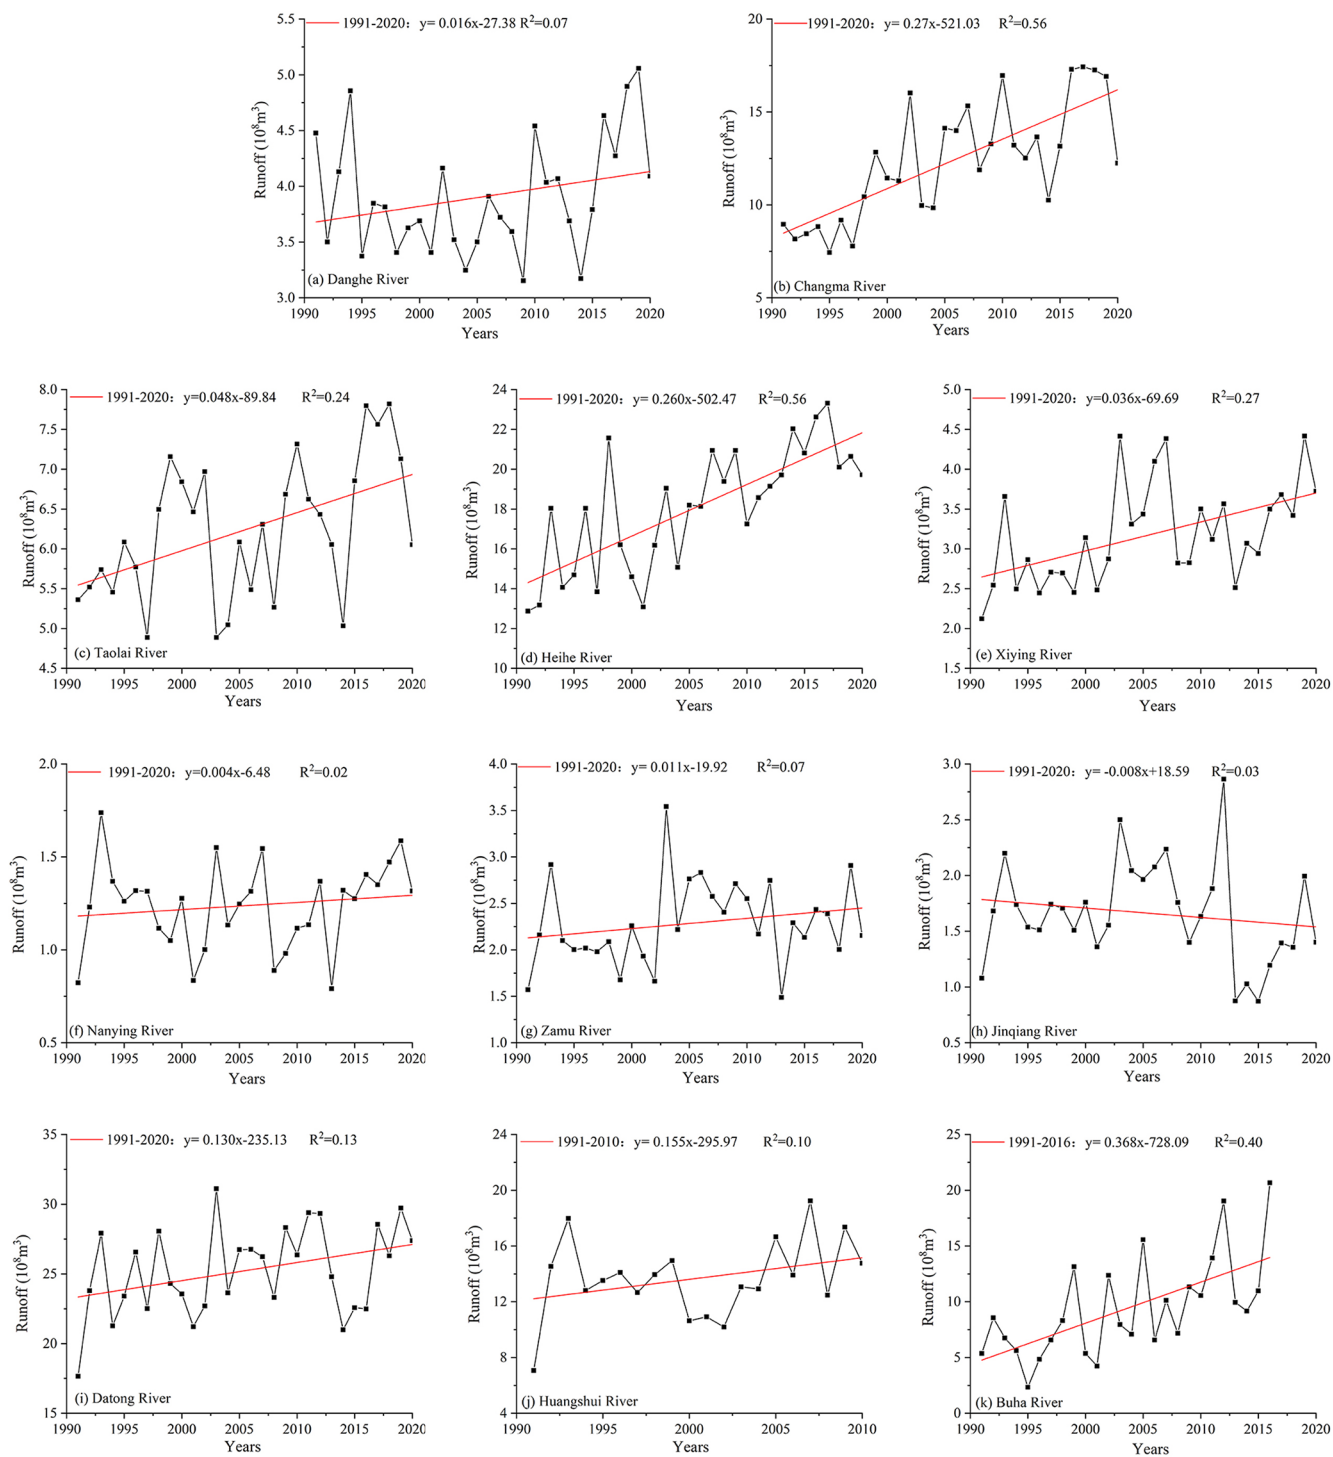 1991-2020：y= 0.016x-27.38 R²=0.07
5.5
5.0
4.5
4.0
3.5
3.0
Runoff (10⁸m³)
(a) Danghe River
1990 1995 2000 2005 2010 2015 2020
Years
1991-2020：y= 0.27x-521.03 R²=0.56
20
15
10
5
Runoff (10⁸m³)
(b) Changma River
1990 1995 2000 2005 2010 2015 2020
Years
1991-2020：y=0.048x-89.84 R²=0.24
8.0
7.5
7.0
6.5
6.0
5.5
5.0
4.5
Runoff (10⁸m³)
(c) Taolai River
1990 1995 2000 2005 2010 2015 2020
Years
1991-2020：y= 0.260x-502.47 R²=0.56
24
22
20
18
16
14
12
10
Runoff (10⁸m³)
(d) Heihe River
1990 1995 2000 2005 2010 2015 2020
Years
1991-2020：y=0.036x-69.69 R²=0.27
5.0
4.5
4.0
3.5
3.0
2.5
2.0
1.5
Runoff (10⁸m³)
(e) Xiying River
1990 1995 2000 2005 2010 2015 2020
Years
1991-2020：y=0.004x-6.48 R²=0.02
2.0
1.5
1.0
0.5
Runoff (10⁸m³)
(f) Nanying River
1990 1995 2000 2005 2010 2015 2020
Years
1991-2020：y= 0.011x-19.92 R²=0.07
4.0
3.5
3.0
2.5
2.0
1.5
1.0
Runoff (10⁸m³)
(g) Zamu River
1990 1995 2000 2005 2010 2015 2020
Years
1991-2020：y= -0.008x+18.59 R²=0.03
3.0
2.5
2.0
1.5
1.0
0.5
Runoff (10⁸m³)
(h) Jinqiang River
1990 1995 2000 2005 2010 2015 2020
Years
1991-2020：y= 0.130x-235.13 R²=0.13
35
30
25
20
15
Runoff (10⁸m³)
(i) Datong River
1990 1995 2000 2005 2010 2015 2020
Years
1991-2010：y= 0.155x-295.97 R²=0.10
24
20
16
12
8
4
Runoff (10⁸m³)
(j) Huangshui River
1990 1995 2000 2005 2010
Years
1991-2016：y= 0.368x-728.09 R²=0.40
25
20
15
10
5
0
Runoff (10⁸m³)
(k) Buha River
1990 1995 2000 2005 2010 2015 2020
Years